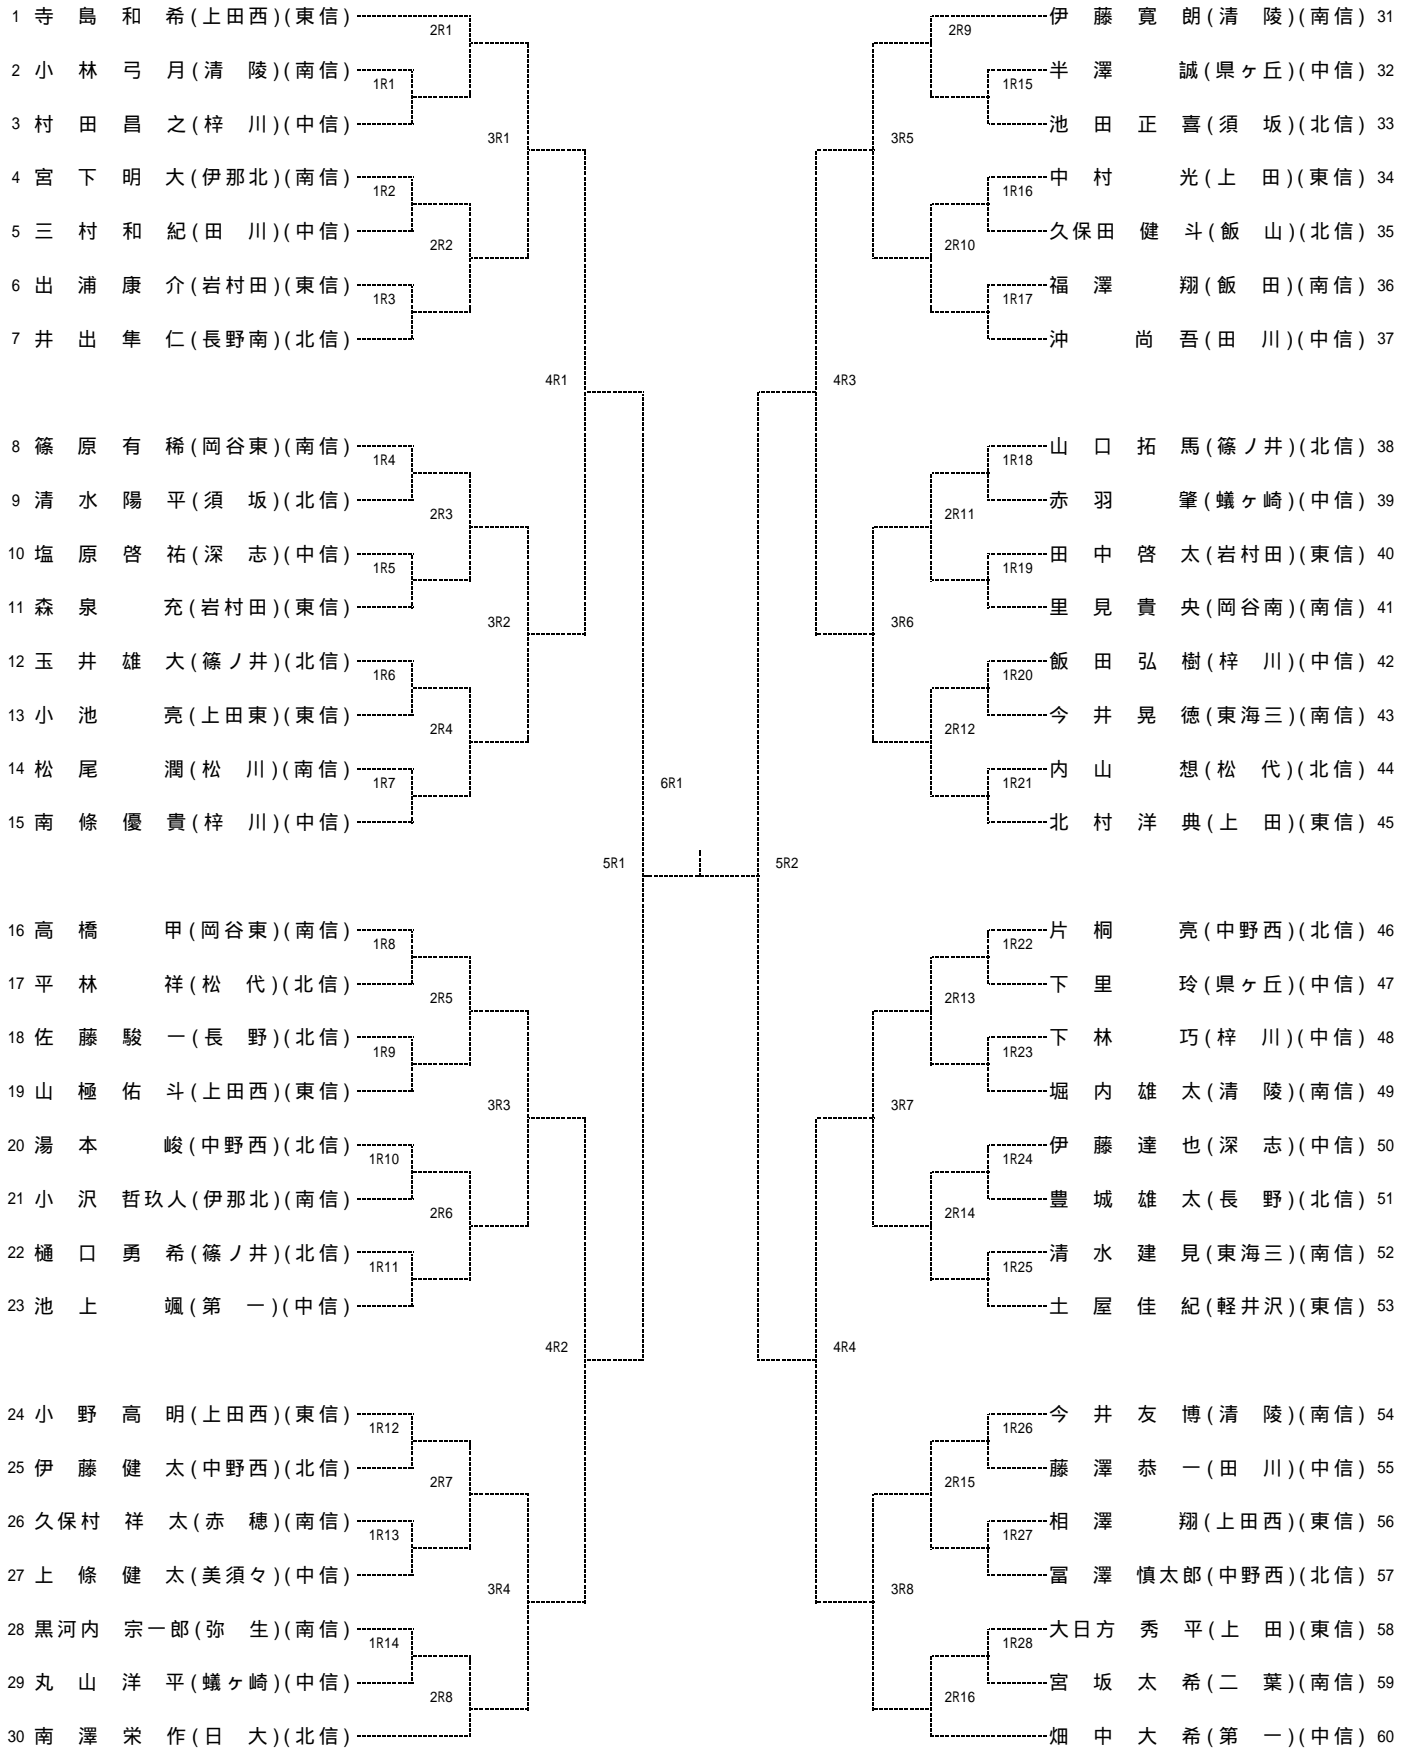 1 寺島和希(上田西)(東信)
2R1
2 小林弓月(清陵)(南信)
1R1
3 村田昌之(梓川)(中信)
3R1
4 宮下明大(伊那北)(南信)
1R2
5 三村和紀(田川)(中信)
2R2
6 出浦康介(岩村田)(東信)
1R3
7 井出隼仁(長野南)(北信)
4R1
8 篠原有稀(岡谷東)(南信)
1R4
9 清水陽平(須坂)(北信)
2R3
10 塩原啓祐(深志)(中信)
1R5
11 森泉充(岩村田)(東信)
3R2
12 玉井雄大(篠ノ井)(北信)
1R6
13 小池亮(上田東)(東信)
2R4
14 松尾潤(松川)(南信)
1R7
15 南條優貴(梓川)(中信)
5R1
16 高橋甲(岡谷東)(南信)
1R8
17 平林祥(松代)(北信)
2R5
18 佐藤駿一(長野)(北信)
1R9
19 山極佑斗(上田西)(東信)
3R3
20 湯本峻(中野西)(北信)
1R10
21 小沢哲玖人(伊那北)(南信)
2R6
22 樋口勇希(篠ノ井)(北信)
1R11
23 池上颯(第一)(中信)
4R2
24 小野高明(上田西)(東信)
1R12
25 伊藤健太(中野西)(北信)
2R7
26 久保村祥太(赤穂)(南信)
1R13
27 上條健太(美須々)(中信)
3R4
28 黒河内宗一郎(弥生)(南信)
1R14
29 丸山洋平(蟻ヶ崎)(中信)
2R8
30 南澤栄作(日大)(北信)
6R1
伊藤寛朗(清陵)(南信) 31
2R9
半澤誠(県ヶ丘)(中信) 32
1R15
池田正喜(須坂)(北信) 33
3R5
中村光(上田)(東信) 34
1R16
久保田健斗(飯山)(北信) 35
2R10
福澤翔(飯田)(南信) 36
1R17
沖尚吾(田川)(中信) 37
4R3
山口拓馬(篠ノ井)(北信) 38
1R18
赤羽肇(蟻ヶ崎)(中信) 39
2R11
田中啓太(岩村田)(東信) 40
1R19
里見貴央(岡谷南)(南信) 41
3R6
飯田弘樹(梓川)(中信) 42
1R20
今井晃徳(東海三)(南信) 43
2R12
内山想(松代)(北信) 44
1R21
北村洋典(上田)(東信) 45
5R2
片桐亮(中野西)(北信) 46
1R22
下里玲(県ヶ丘)(中信) 47
2R13
下林巧(梓川)(中信) 48
1R23
堀内雄太(清陵)(南信) 49
3R7
伊藤達也(深志)(中信) 50
1R24
豊城雄太(長野)(北信) 51
2R14
清水建見(東海三)(南信) 52
1R25
土屋佳紀(軽井沢)(東信) 53
4R4
今井友博(清陵)(南信) 54
1R26
藤澤恭一(田川)(中信) 55
2R15
相澤翔(上田西)(東信) 56
1R27
冨澤慎太郎(中野西)(北信) 57
3R8
大日方秀平(上田)(東信) 58
1R28
宮坂太希(二葉)(南信) 59
2R16
畑中大希(第一)(中信) 60